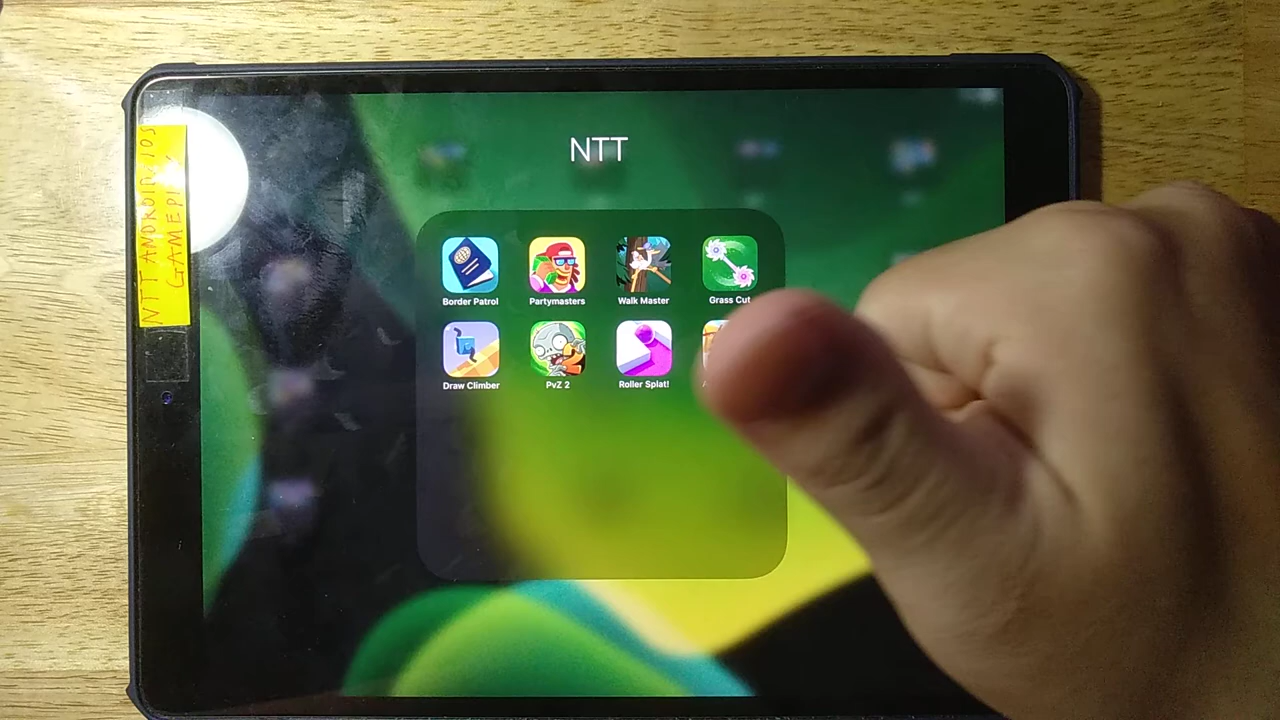 NTT
NTT ANDROID, IOS
GAMEPLAY
Border Patrol
Partymasters
Walk Master
Grass Cut
Draw Climber
PvZ 2
Roller Splat!